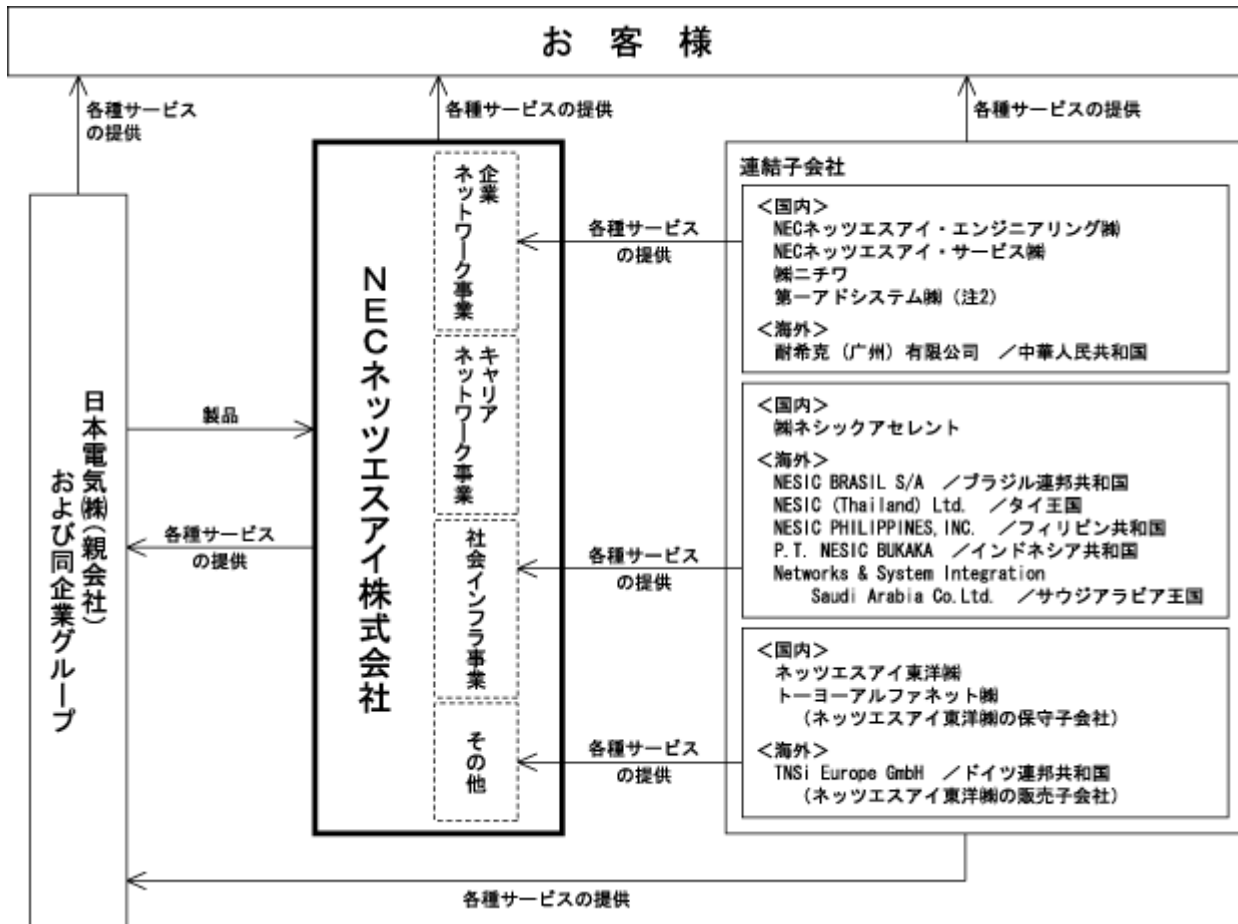 お 客 様
各種サービス
の提供
各種サービスの提供
各種サービスの提供
日本電気㈱(親会社)
および同企業グループ
製品
各種サービス
の提供
NECネッツエスアイ株式会社
企業
ネットワーク事業
キャリア
ネットワーク事業
社会インフラ事業
その他
各種サービス
の提供
各種サービス
の提供
各種サービス
の提供
連結子会社
<国内>
NECネッツエスアイ・エンジニアリング㈱
NECネッツエスアイ・サービス㈱
㈱ニチワ
第一アドシステム㈱ (注2)
<海外>
耐希克 (广州) 有限公司 /中華人民共和国
<国内>
㈱ネシックアセレント
<海外>
NESIC BRASIL S/A /ブラジル連邦共和国
NESIC (Thailand) Ltd. /タイ王国
NESIC PHILIPPINES, INC. /フィリピン共和国
P.T. NESIC BUKAKA /インドネシア共和国
Networks & System Integration
Saudi Arabia Co.Ltd. /サウジアラビア王国
<国内>
ネッツエスアイ東洋㈱
トーヨーアルファネット㈱
(ネッツエスアイ東洋㈱の保守子会社)
<海外>
TNSi Europe GmbH /ドイツ連邦共和国
(ネッツエスアイ東洋㈱の販売子会社)
各種サービスの提供